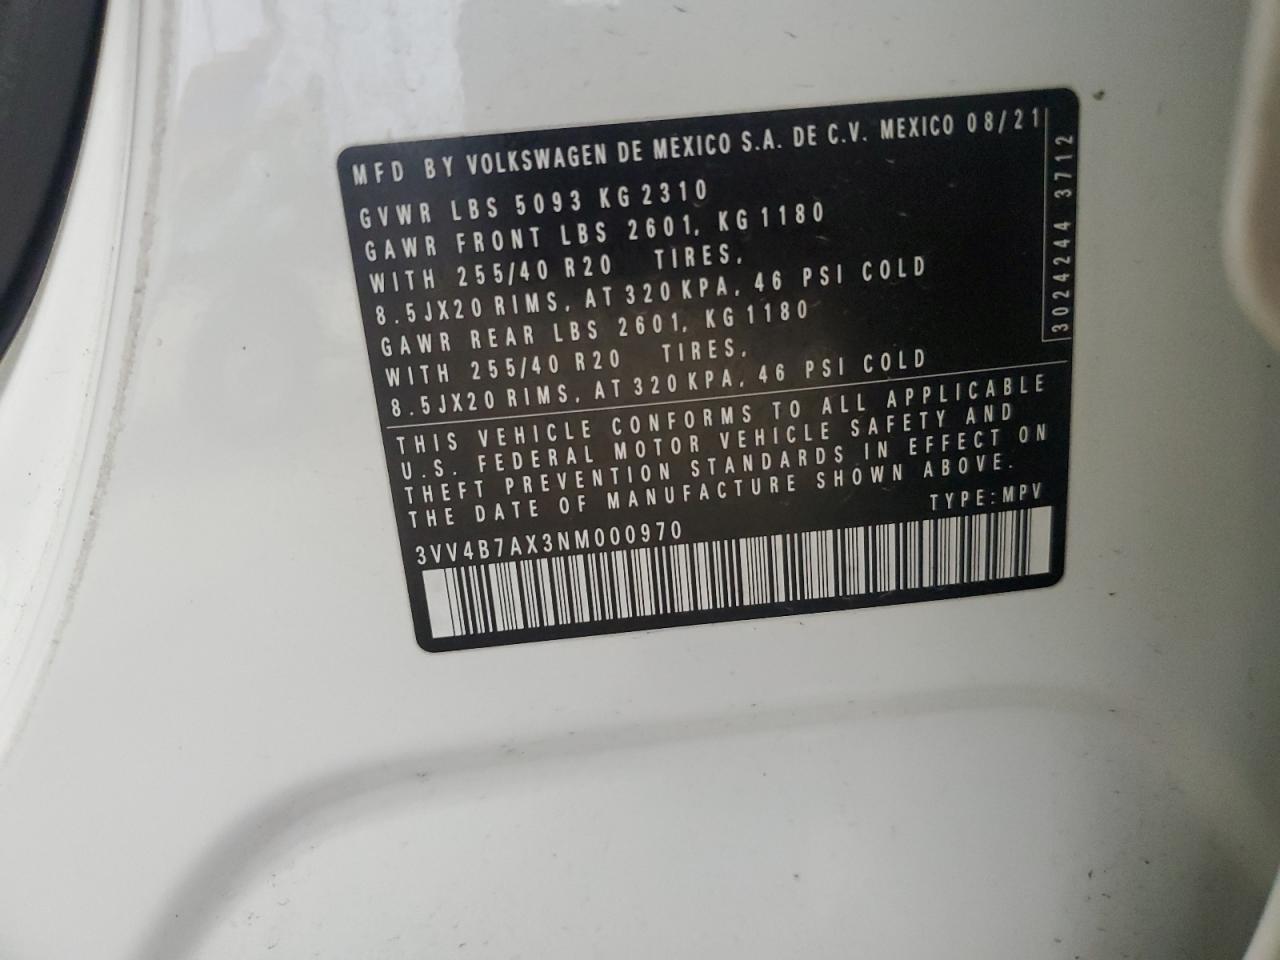 MFD BY VOLKSWAGEN DE MEXICO S.A. DE C.V. MEXICO 08/21
GVWR LBS 5093 KG 2310
GAWR FRONT LBS 2601, KG 1180
WITH 255/40 R20 TIRES,
8.5JX20 RIMS, AT 320 KPA, 46 PSI COLD
GAWR REAR LBS 2601, KG 1180
WITH 255/40 R20 TIRES,
8.5JX20 RIMS, AT 320 KPA, 46 PSI COLD
30242444 3712
THIS VEHICLE CONFORMS TO ALL APPLICABLE
U.S. FEDERAL MOTOR VEHICLE SAFETY AND
THEFT PREVENTION STANDARDS IN EFFECT ON
THE DATE OF MANUFACTURE SHOWN ABOVE.
TYPE:MPV
3VV4B7AX3NM000970